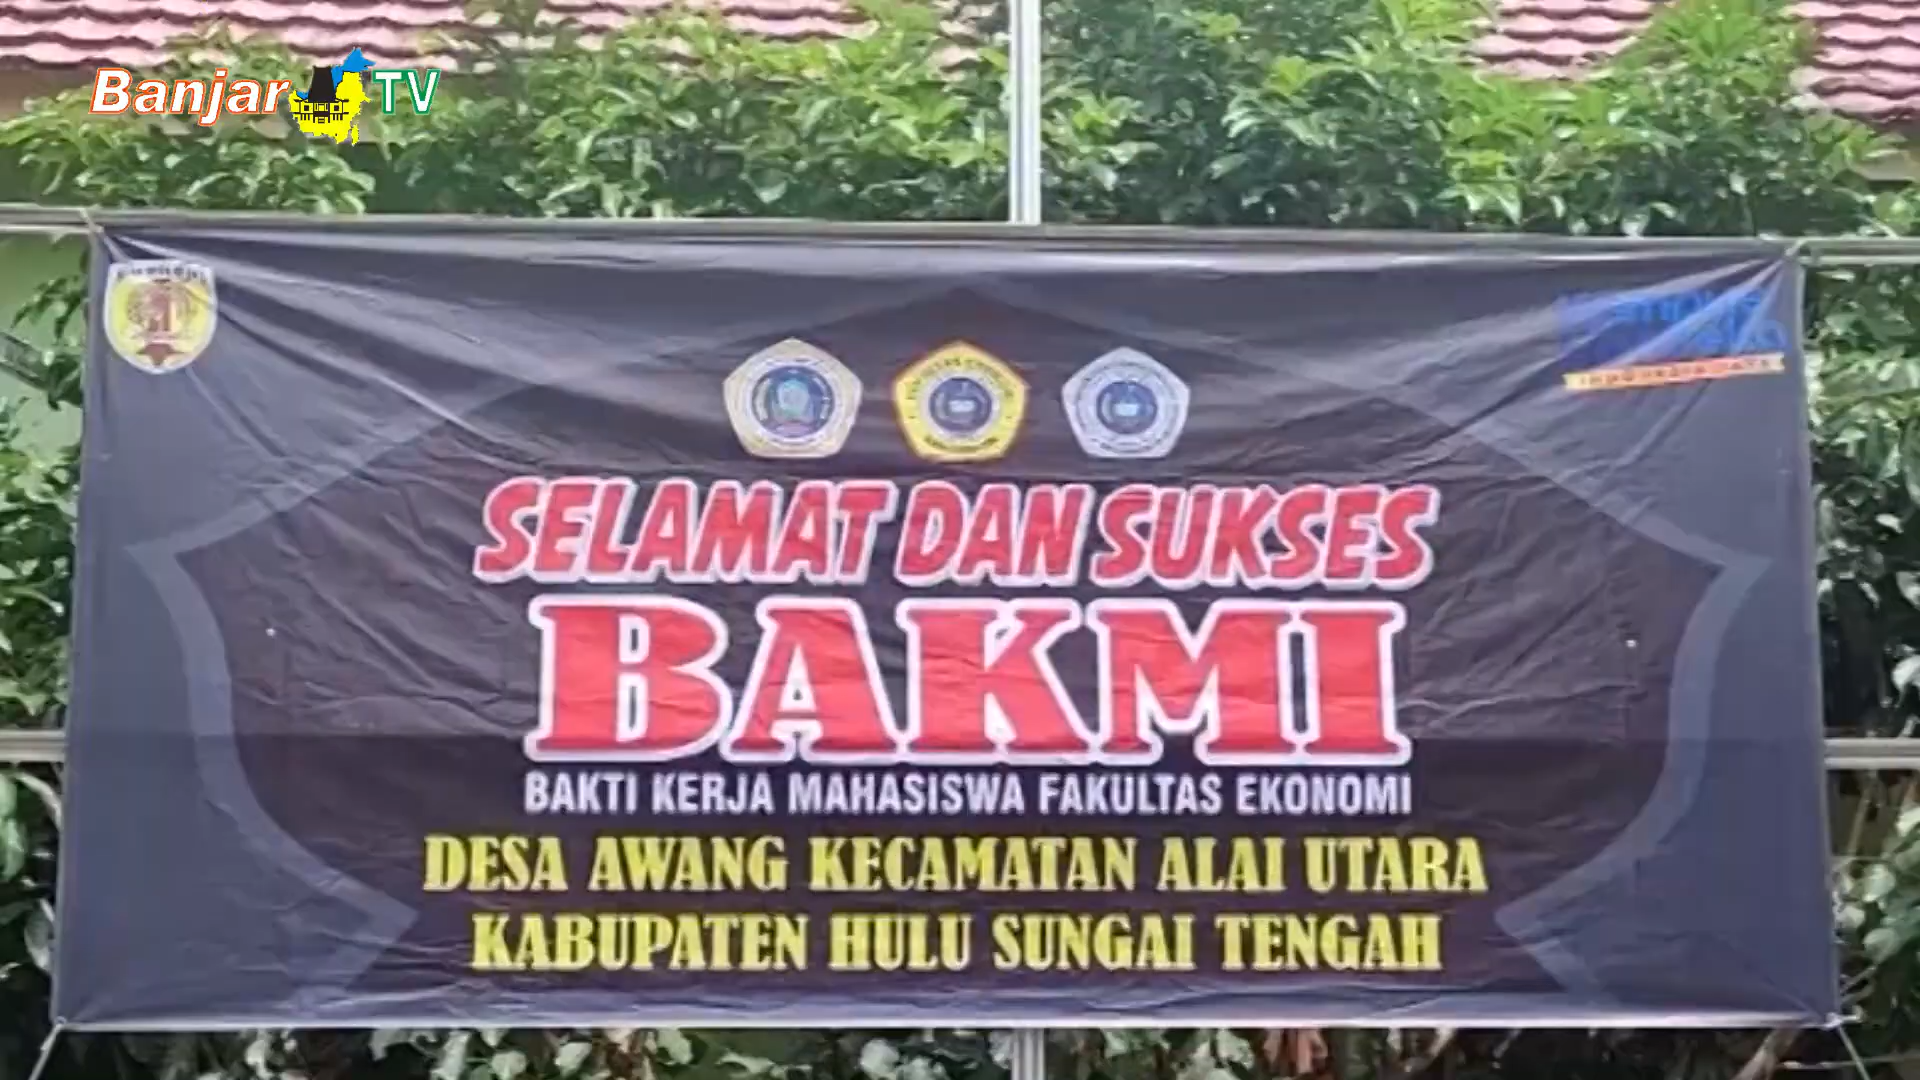 Banjar TV
SELAMAT DAN SUKSES
BAKMI
BAKTI KERJA MAHASISWA FAKULTAS EKONOMI
DESA AWANG KECAMATAN ALAI UTARA
KABUPATEN HULU SUNGAI TENGAH